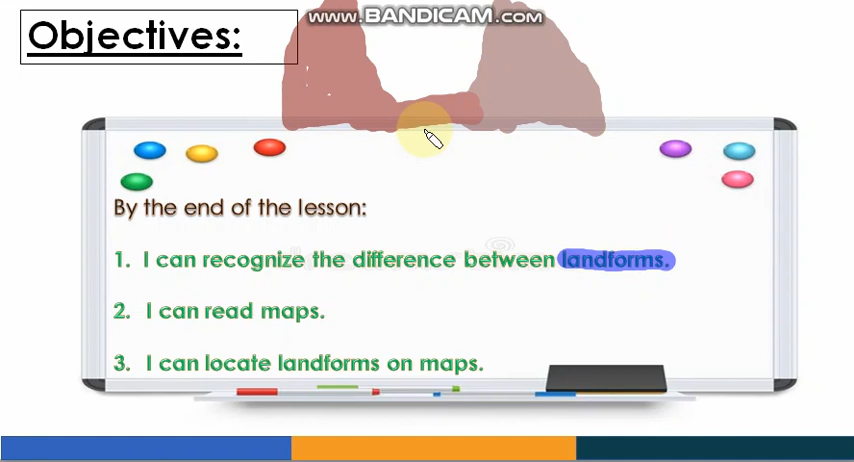 www.BANDICAM.com
Objectives:
By the end of the lesson:
1. I can recognize the difference between landforms.
2. I can read maps.
3. I can locate landforms on maps.